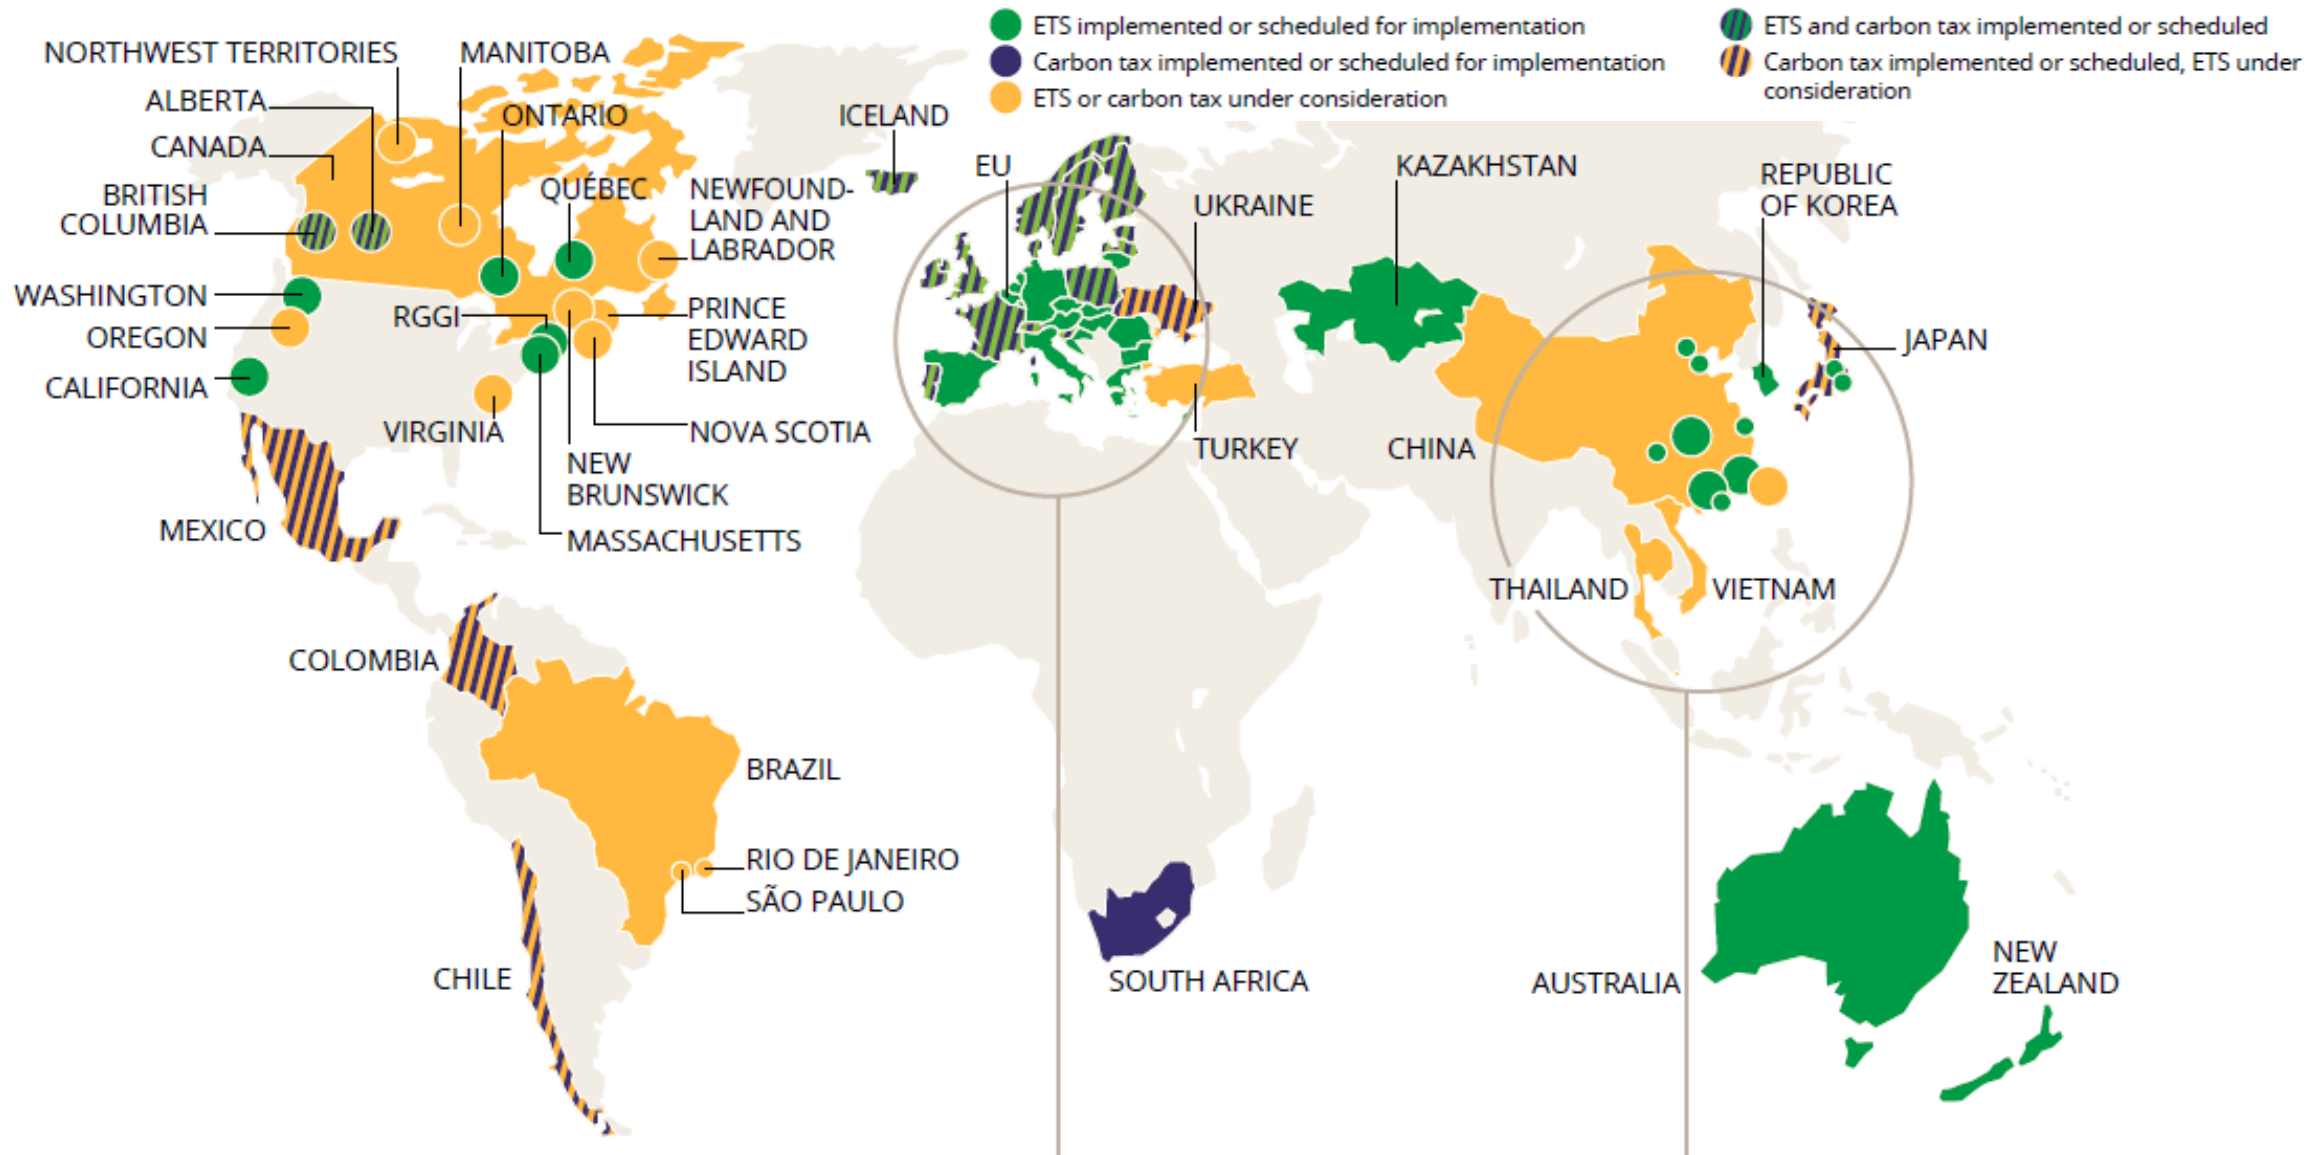 ETS implemented or scheduled for implementation
Carbon tax implemented or scheduled for implementation
ETS or carbon tax under consideration
ETS and carbon tax implemented or scheduled
Carbon tax implemented or scheduled, ETS under
consideration
NORTHWEST TERRITORIES
MANITOBA
ALBERTA
ONTARIO
CANADA
BRITISH
COLUMBIA
QUÉBEC
NEWFOUND-
LAND AND
LABRADOR
WASHINGTON
OREGON
RGGI
PRINCE
EDWARD
ISLAND
CALIFORNIA
VIRGINIA
NOVA SCOTIA
NEW
BRUNSWICK
MASSACHUSETTS
MEXICO
COLOMBIA
BRAZIL
RIO DE JANEIRO
SÃO PAULO
CHILE
ICELAND
EU
UKRAINE
KAZAKHSTAN
REPUBLIC
OF KOREA
JAPAN
TURKEY
CHINA
THAILAND
VIETNAM
SOUTH AFRICA
AUSTRALIA
NEW
ZEALAND